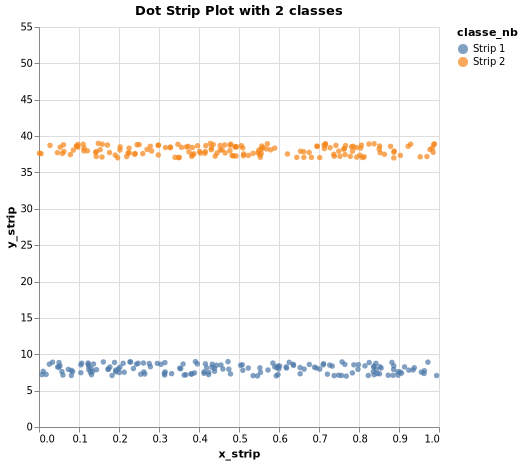 Dot Strip Plot with 2 classes
classe_nb
Strip 1
Strip 2
55
50
45
40
35
30
25
20
15
10
5
0
y_strip
0.0 0.1 0.2 0.3 0.4 0.5 0.6 0.7 0.8 0.9 1.0
x_strip